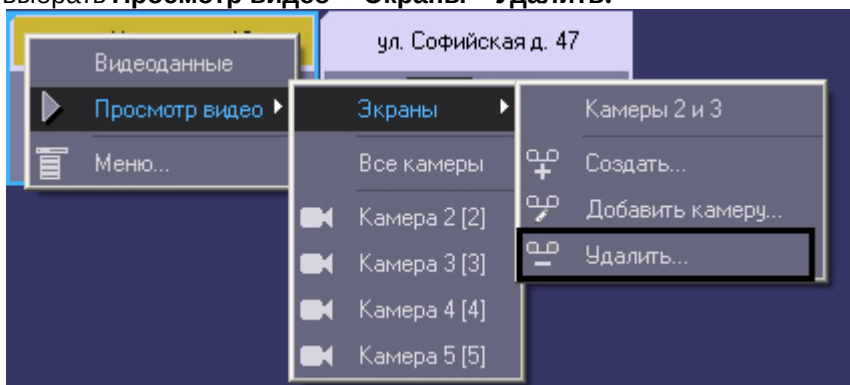 выбрать Просмотр видео Экраны Удалить.
ул. Софийская д. 47
Видеоданные
Просмотр видео
Меню...
Экраны
Все камеры
Камера 2 [2]
Камера 3 [3]
Камера 4 [4]
Камера 5 [5]
Камеры 2 и 3
Создать...
Добавить камеру...
Удалить...